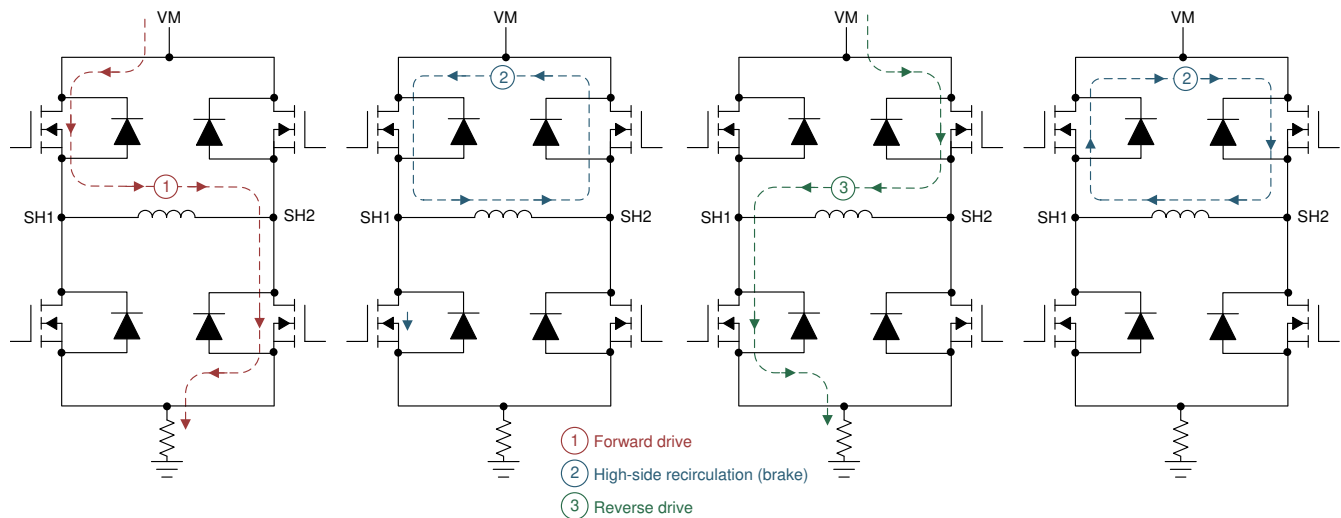 VM
VM
VM
VM
2
2
1
3
SH1
SH2
SH1
SH2
SH1
SH2
SH1
SH2
1 Forward drive
2 High-side recirculation (brake)
3 Reverse drive